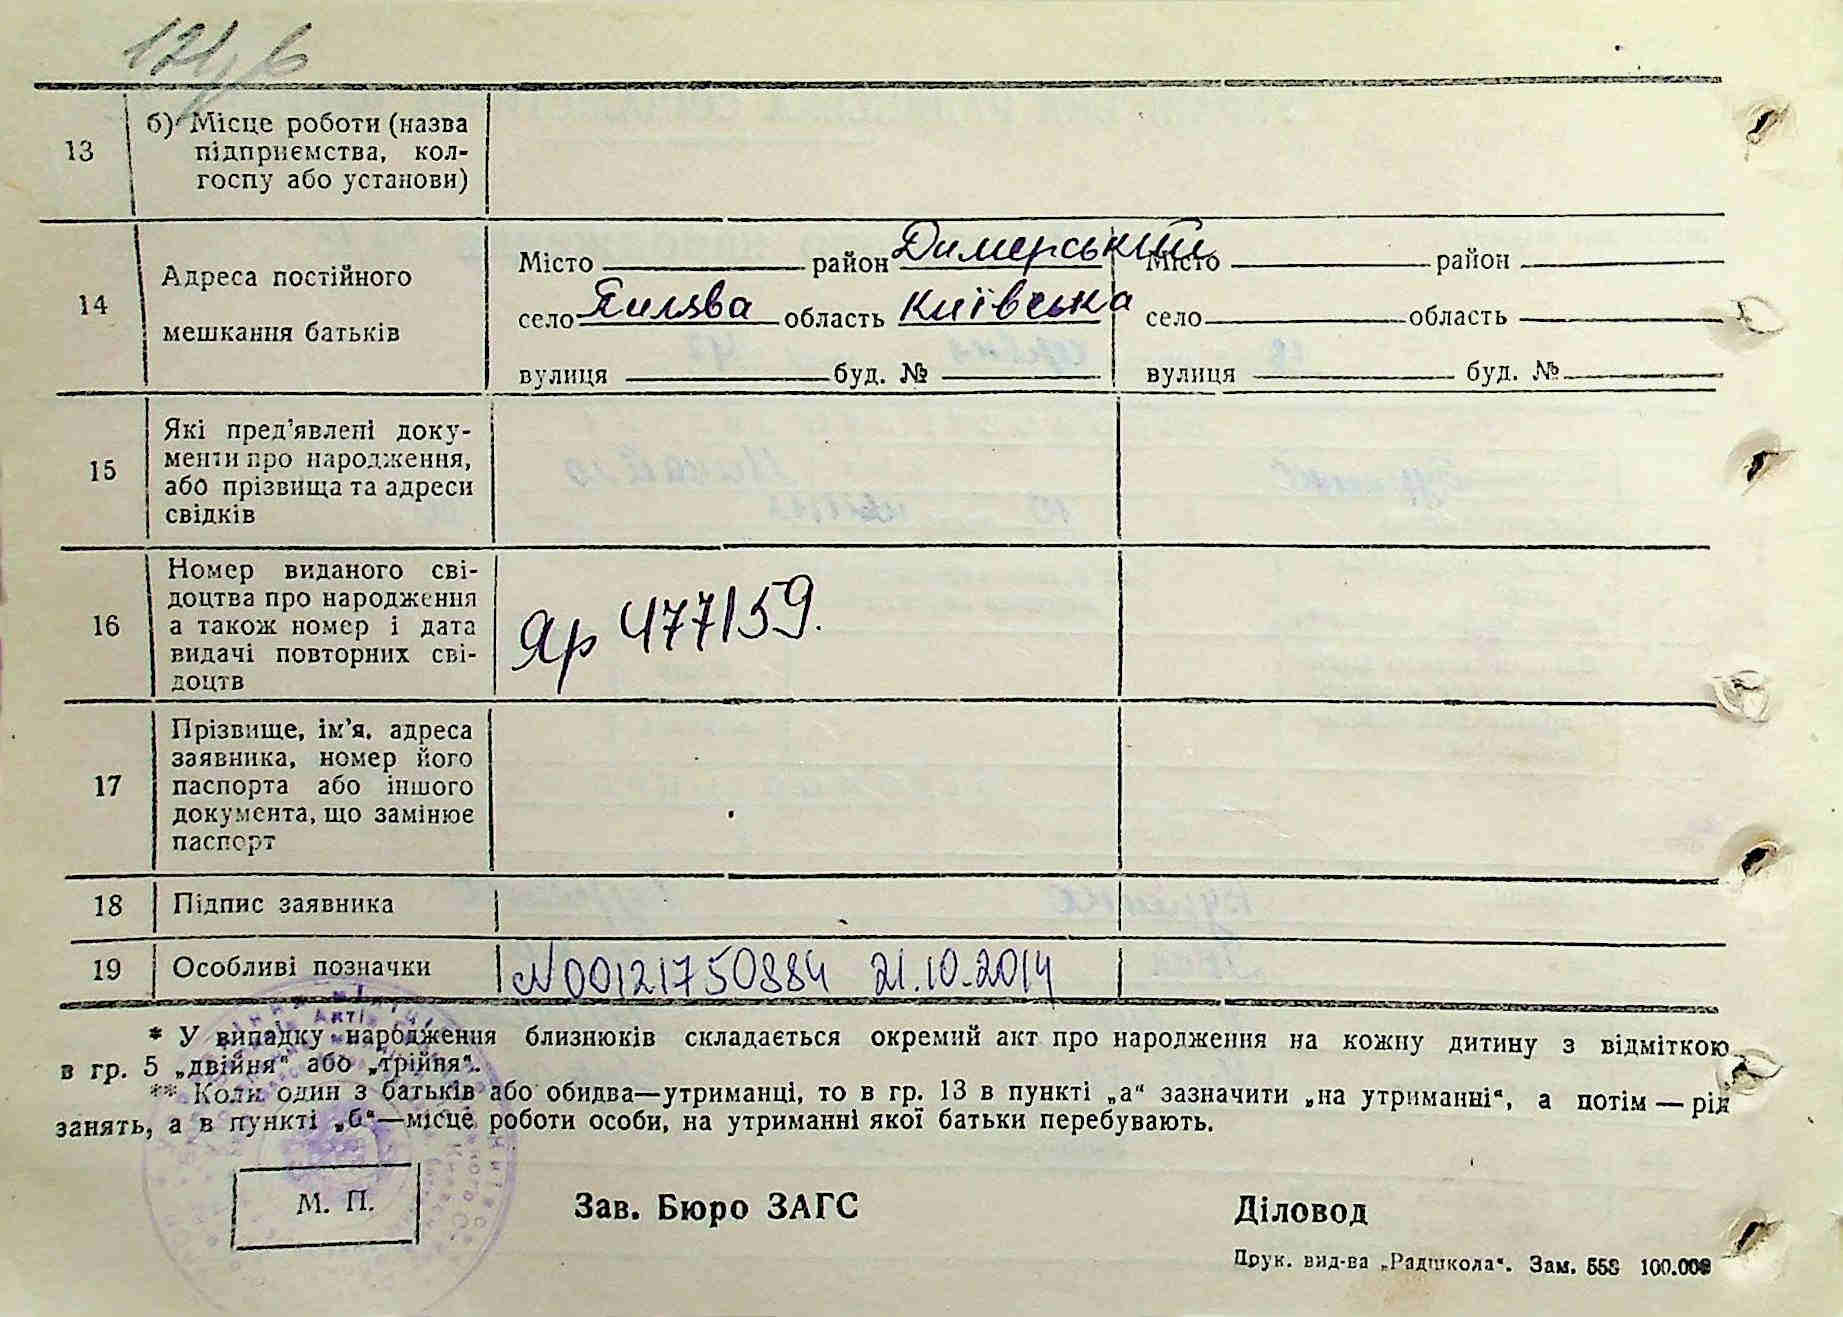 13 б) Місце роботи (назва
підприємства, кол-
госпу або установи)
14 Адреса постійного
мешкання батьків
Місто район Димерський Місто район
село Пилява область Київська село область
вулиця буд. № вулиця буд. №
15 Які пред'явлені доку-
менти про народження,
або прізвища та адреси
свідків
16 Номер виданого сві-
доцтва про народження
а також номер і дата
видачі повторних сві-
доцтв
Яр 477159.
17 Прізвище, ім'я, адреса
заявника, номер його
паспорта або іншого
документа, що замінює
паспорт
18 Підпис заявника
19 Особливі позначки N00121750884 21.10.2014
* У випадку народження близнюків складається окремий акт про народження на кожну дитину з відміткою
в гр. 5 „двійня" або „трійня".
** Коли один з батьків або обидва—утриманці, то в гр. 13 в пункті „а" зазначити „на утриманні", а потім — рід
занять, а в пункті „б"—місце роботи особи, на утриманні якої батьки перебувають.
М. П. Зав. Бюро ЗАГС Діловод
Друк. вид-ва „Радшкола". Зам. 558 100.000